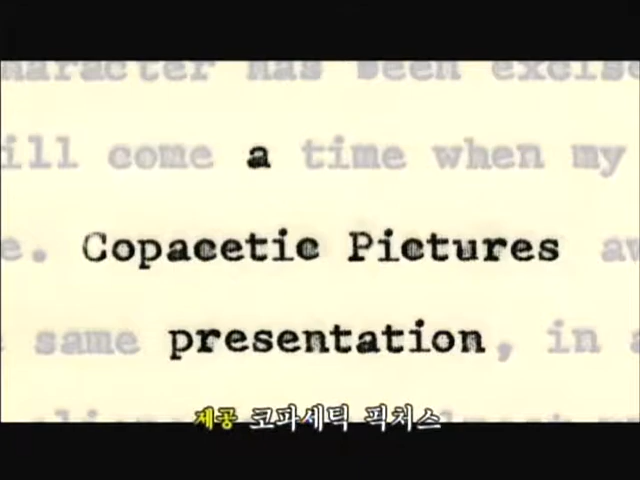 character has been excise
ill come a time when my
e. Copacetic Pictures aw
same presentation, in a
제공 코파세틱 픽처스